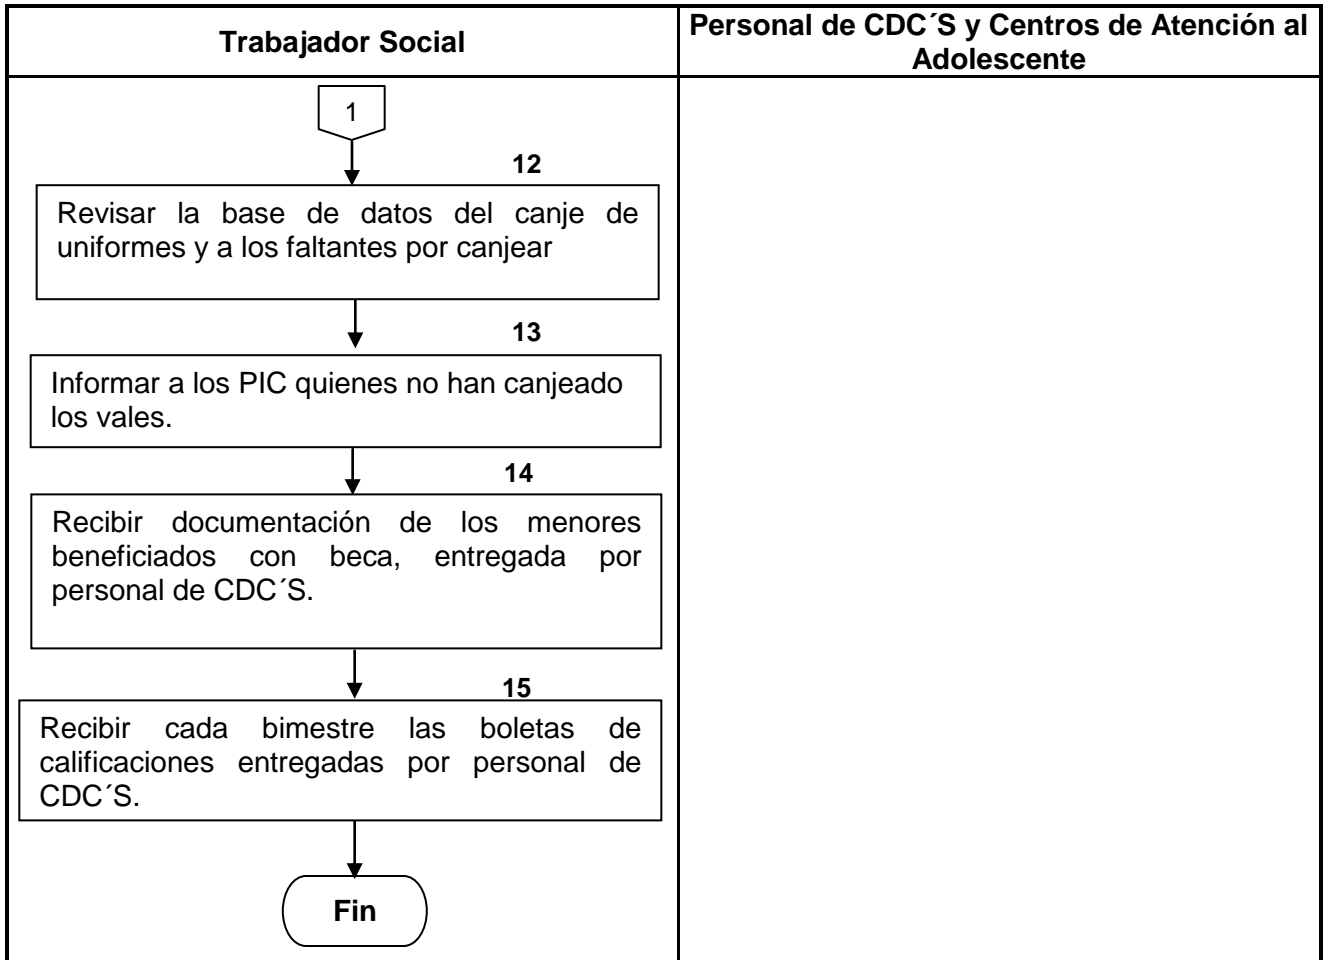 Trabajador Social
Personal de CDC´S y Centros de Atención al
Adolescente
1
12
Revisar la base de datos del canje de
uniformes y a los faltantes por canjear
13
Informar a los PIC quienes no han canjeado
los vales.
14
Recibir documentación de los menores
beneficiados con beca, entregada por
personal de CDC´S.
15
Recibir cada bimestre las boletas de
calificaciones entregadas por personal de
CDC´S.
Fin